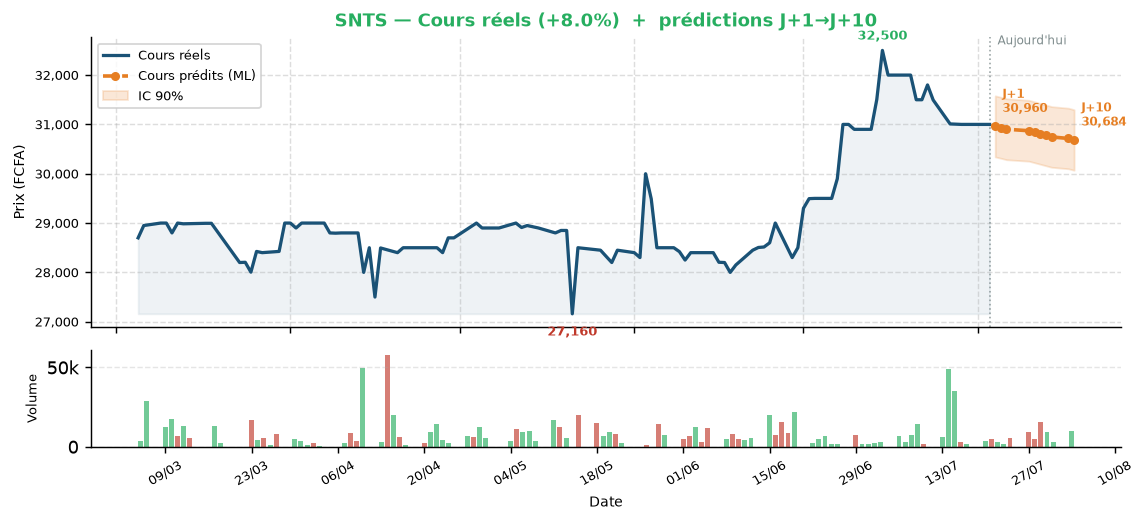 SNTS — Cours réels (+8.0%)  +  prédictions J+1→J+10
32,500
Aujourd'hui
Cours réels
Cours prédits (ML)
IC 90%
J+1
30,960
J+10
30,684
27,160
Prix (FCFA)
32,000
31,000
30,000
29,000
28,000
27,000
Volume
50k
0
09/03
23/03
06/04
20/04
04/05
18/05
01/06
15/06
29/06
13/07
27/07
10/08
Date